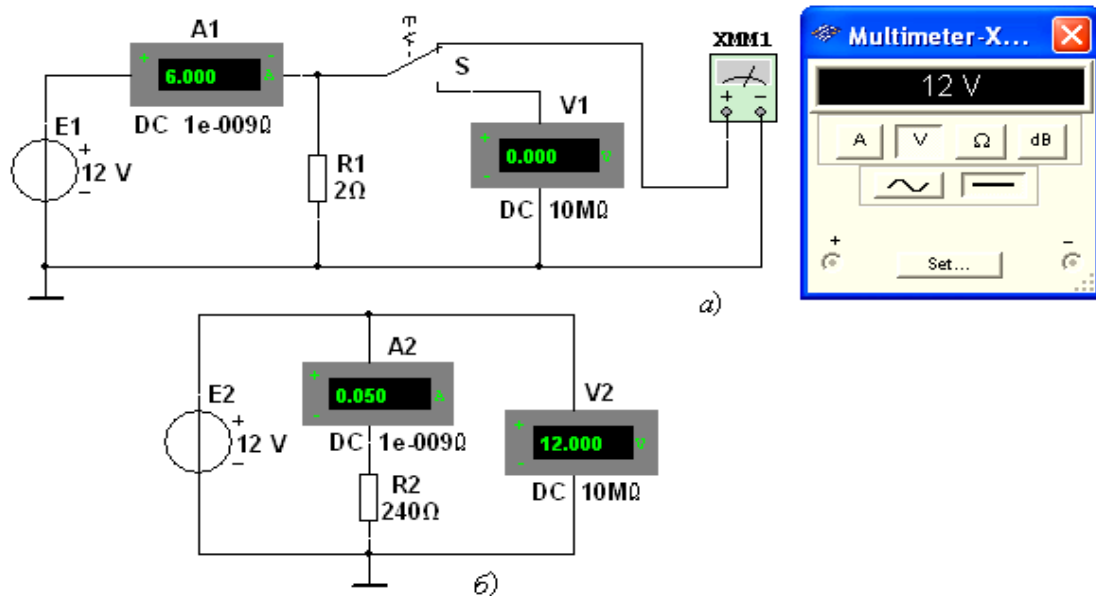 A1
+ −
6.000 A
DC 1e-009Ω
E1
+
12 V
−
R1
2Ω
S
V1
+
0.000 V
−
DC 10MΩ
XMM1
+ −
а)
Multimeter-X...
12 V
A V Ω dB
+ −
Set...
A2
+
0.050 A
−
DC 1e-009Ω
E2
+
12 V
−
R2
240Ω
V2
+
12.000 V
−
DC 10MΩ
б)